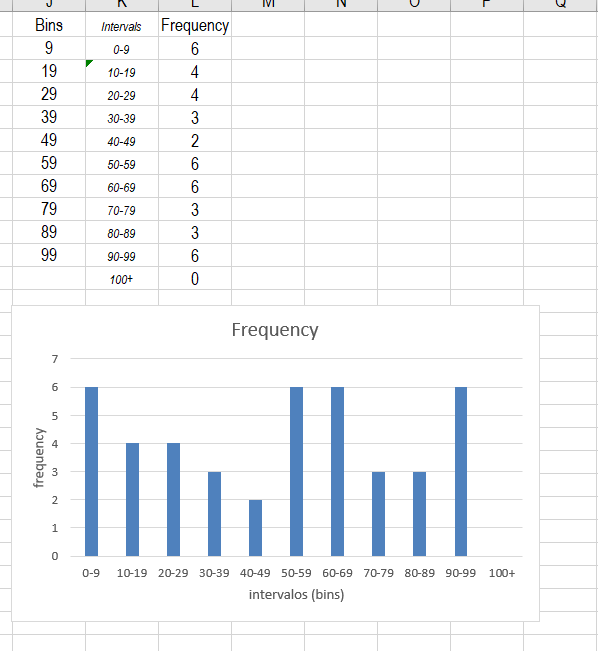 J K L M N O P Q
Bins Intervals Frequency
9 0-9 6
19 10-19 4
29 20-29 4
39 30-39 3
49 40-49 2
59 50-59 6
69 60-69 6
79 70-79 3
89 80-89 3
99 90-99 6
100+ 0
Frequency
7
6
5
4
3
2
1
0
frequency
0-9 10-19 20-29 30-39 40-49 50-59 60-69 70-79 80-89 90-99 100+
intervalos (bins)